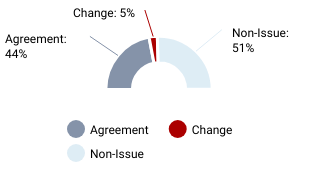 Change: 5%
Agreement:
44%
Non-Issue:
51%
Agreement
Change
Non-Issue